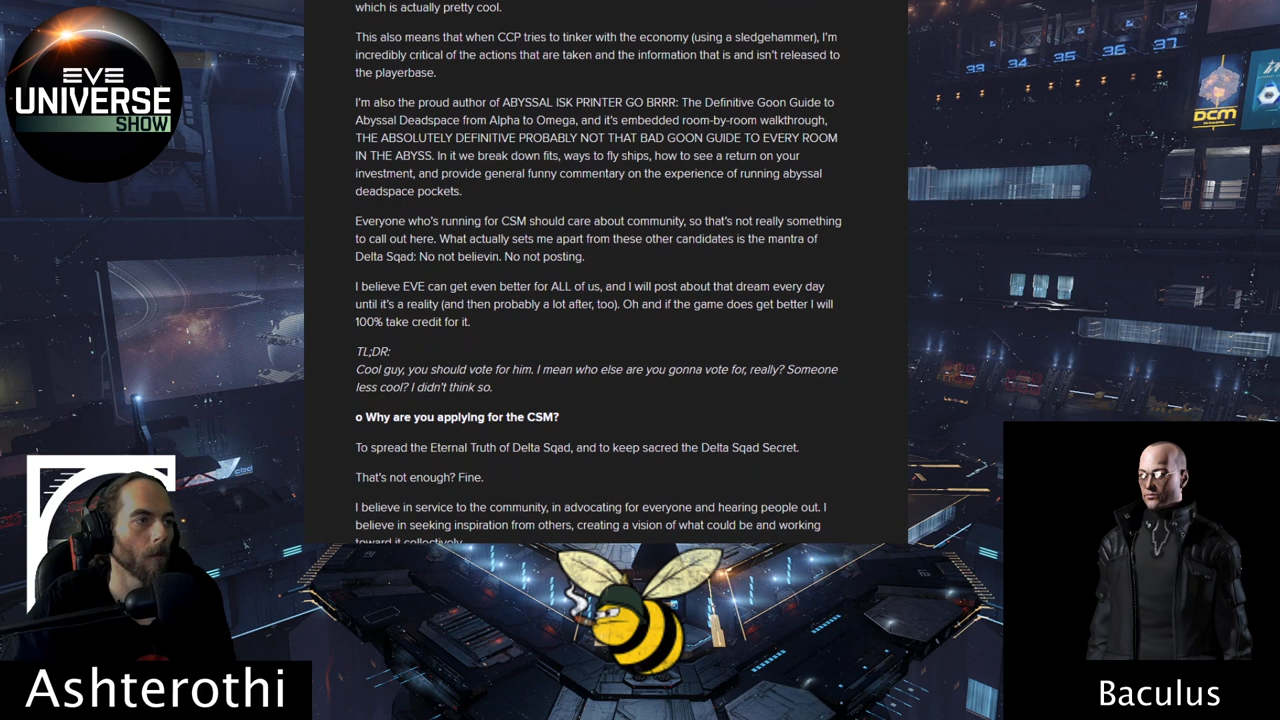 which is actually pretty cool.
This also means that when CCP tries to tinker with the economy (using a sledgehammer), I'm
incredibly critical of the actions that are taken and the information that is and isn't released to
the playerbase.
I'm also the proud author of ABYSSAL ISK PRINTER GO BRRR: The Definitive Goon Guide to
Abyssal Deadspace from Alpha to Omega, and it's embedded room-by-room walkthrough,
THE ABSOLUTELY DEFINITIVE PROBABLY NOT THAT BAD GOON GUIDE TO EVERY ROOM
IN THE ABYSS. In it we break down fits, ways to fly ships, how to see a return on your
investment, and provide general funny commentary on the experience of running abyssal
deadspace pockets.
Everyone who's running for CSM should care about community, so that's not really something
to call out here. What actually sets me apart from these other candidates is the mantra of
Delta Sqad: No not believin. No not posting.
I believe EVE can get even better for ALL of us, and I will post about that dream every day
until it's a reality (and then probably a lot after, too). Oh and if the game does get better I will
100% take credit for it.
TL;DR:
Cool guy, you should vote for him. I mean who else are you gonna vote for, really? Someone
less cool? I didn't think so.
o Why are you applying for the CSM?
To spread the Eternal Truth of Delta Sqad, and to keep sacred the Delta Sqad Secret.
That's not enough? Fine.
I believe in service to the community, in advocating for everyone and hearing people out. I
believe in seeking inspiration from others, creating a vision of what could be and working
toward it collectively.
EVE
UNIVERSE
SHOW
33 34 35 36 37
DCM
Ashterothi
Baculus